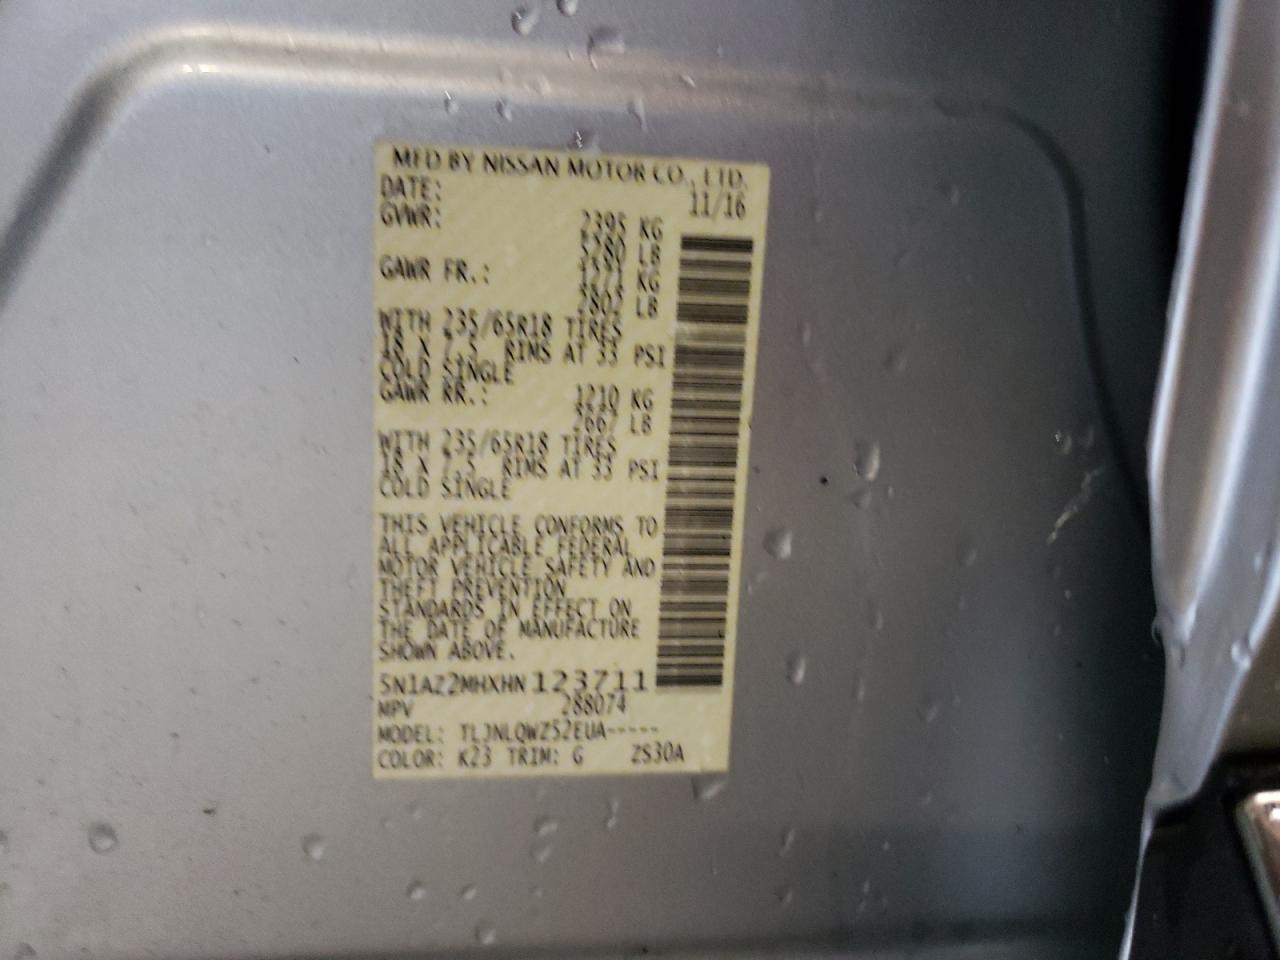 MFD BY NISSAN MOTOR CO., LTD.
DATE: 11/16
GVWR: 2395 KG
5280 LB
GAWR FR.: 1271 KG
2802 LB
WITH 235/65R18 TIRES
18 X 7.5 RIMS AT 33 PSI
COLD SINGLE
GAWR RR.: 1210 KG
2667 LB
WITH 235/65R18 TIRES
18 X 7.5 RIMS AT 33 PSI
COLD SINGLE
THIS VEHICLE CONFORMS TO
ALL APPLICABLE FEDERAL
MOTOR VEHICLE SAFETY AND
THEFT PREVENTION
STANDARDS IN EFFECT ON
THE DATE OF MANUFACTURE
SHOWN ABOVE.
5N1AZ2MHXHN123711
MPV 288074
MODEL: TLJNLQWZ52EUA-----
COLOR: K23 TRIM: G ZS30A